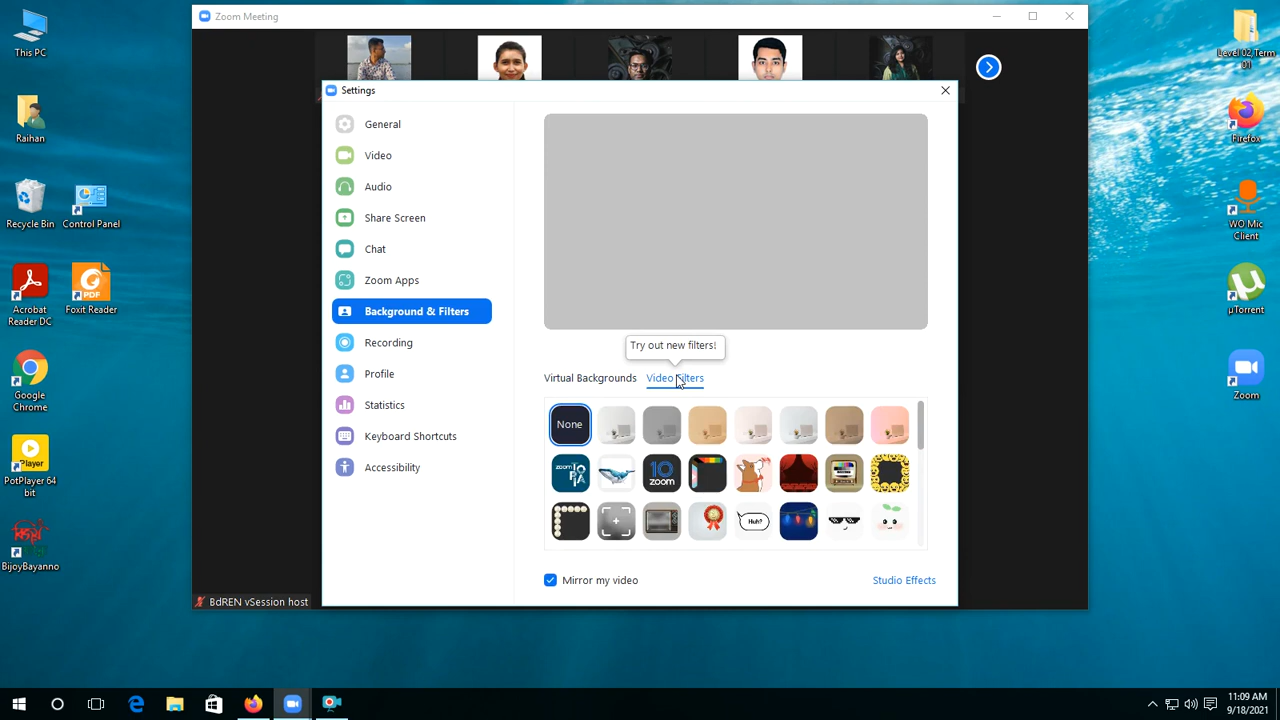 Zoom Meeting
This PC
Raihan
Recycle Bin
Control Panel
Acrobat
Reader DC
Foxit Reader
Google
Chrome
PotPlayer 64
bit
BijoyBayanno
Settings
General
Video
Audio
Share Screen
Chat
Zoom Apps
Background & Filters
Recording
Profile
Statistics
Keyboard Shortcuts
Accessibility
Try out new filters!
Virtual Backgrounds
Video Filters
None
10
zoom
Huh?
Mirror my video
Studio Effects
BdREN vSession host
Level 02,Term
01
Firefox
WO Mic
Client
µTorrent
Zoom
11:09 AM
9/18/2021